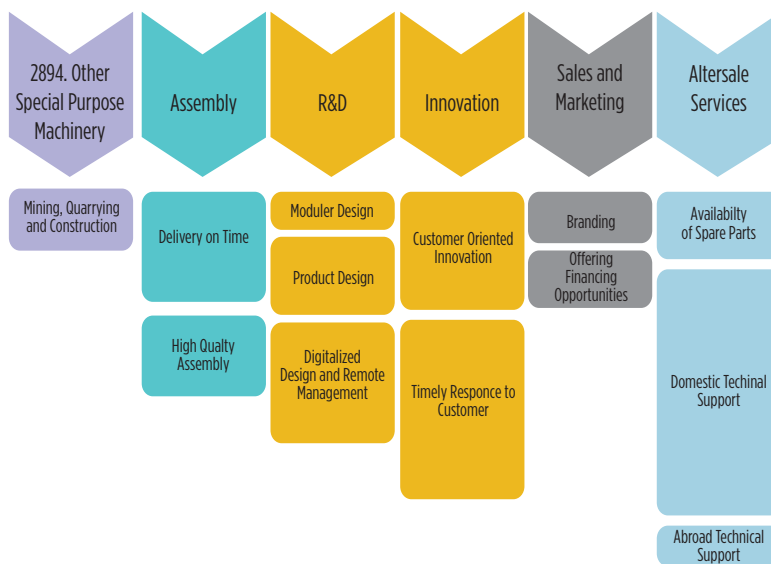 2894. Other
Special Purpose
Machinery
Assembly
R&D
Innovation
Sales and
Marketing
Altersale
Services
Mining, Quarrying
and Construction
Delivery on Time
High Qualty
Assembly
Moduler Design
Product Design
Digitalized
Design and Remote
Management
Customer Oriented
Innovation
Timely Responce to
Customer
Branding
Offering
Financing
Opportunities
Availabilty
of Spare Parts
Domestic Techinal
Support
Abroad Technical
Support